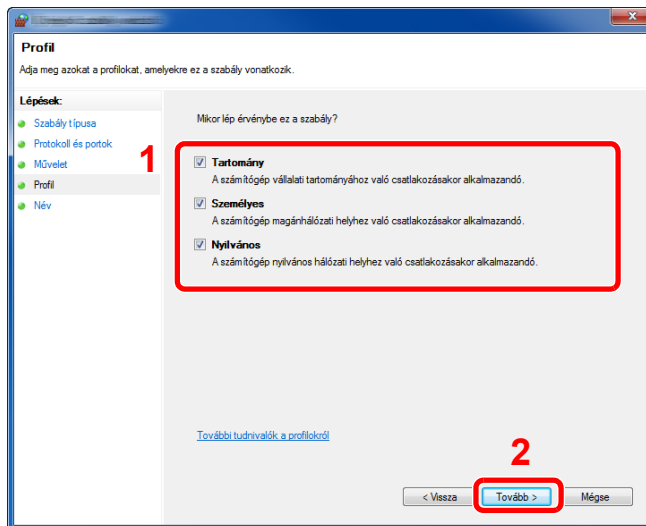 Profil
Adja meg azokat a profilokat, amelyekre ez a szabály vonatkozik.
Lépések:
Szabály típusa
Protokoll és portok
Művelet
Profil
Név
Mikor lép érvénybe ez a szabály?
1
Tartomány
A számítógép vállalati tartományához való csatlakozásakor alkalmazandó.
Személyes
A számítógép magánhálózati helyhez való csatlakozásakor alkalmazandó.
Nyilvános
A számítógép nyilvános hálózati helyhez való csatlakozásakor alkalmazandó.
További tudnivalók a profilokról
2
< Vissza
Tovább >
Mégse